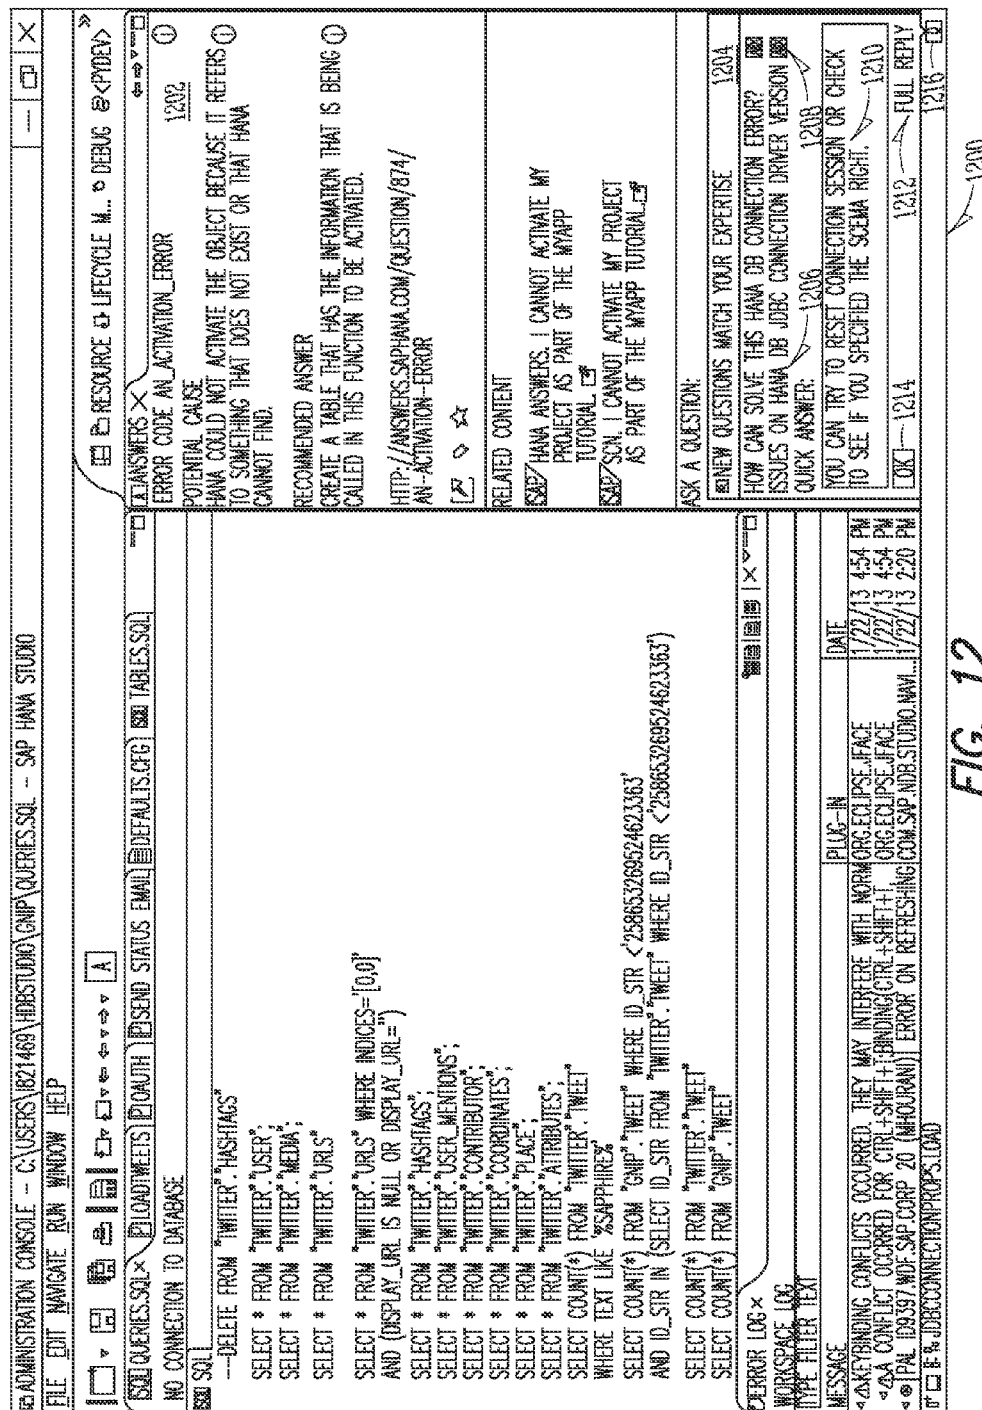 ADMINISTRATION CONSOLE - C:\USERS\I821469\HDBSTUDIO\GNIP\QUERIES.SQL - SAP HANA STUDIO
FILE EDIT NAVIGATE RUN WINDOW HELP
A
RESOURCE LIFECYCLE M... DEBUG <PYDEV> »
SQL QUERIES.SQL× P LOADTWEETS P OAUTH P SEND STATUS EMAIL DEFAULTS.CFG SQL TABLES.SQL
NO CONNECTION TO DATABASE
SQL SQL
--DELETE FROM "TWITTER"."HASHTAGS"
SELECT * FROM "TWITTER"."USER";
SELECT * FROM "TWITTER"."MEDIA";
SELECT * FROM "TWITTER"."URLS"
SELECT * FROM "TWITTER"."URLS" WHERE INDICES='[0,0]'
AND (DISPLAY_URL IS NULL OR DISPLAY_URL='')
SELECT * FROM "TWITTER"."HASHTAGS";
SELECT * FROM "TWITTER"."USER_MENTIONS";
SELECT * FROM "TWITTER"."CONTRIBUTOR";
SELECT * FROM "TWITTER"."COORDINATES";
SELECT * FROM "TWITTER"."PLACE";
SELECT * FROM "TWITTER"."ATTRIBUTES";
SELECT COUNT(*) FROM "TWITTER"."TWEET"
WHERE TEXT LIKE '%SAPPHIRE%'
SELECT COUNT(*) FROM "GNIP"."TWEET" WHERE ID_STR <'258653269524623363'
AND ID_STR IN (SELECT ID_STR FROM "TWITTER"."TWEET" WHERE ID_STR <'258653269524623363')
SELECT COUNT(*) FROM "TWITTER"."TWEET"
SELECT COUNT(*) FROM "GNIP"."TWEET"
ERROR LOG×
WORKSPACE LOG
TYPE FILTER TEXT
MESSAGE PLUG-IN DATE
KEYBINDING CONFLICTS OCCURRED. THEY MAY INTERFERE WITH NORM ORG.ECLIPSE.JFACE 1/22/13 4:54 PM
A CONFLICT OCCRRED FOR CTRL+SHIFT+T:BINDING(CTRL+SHIFT+T, ORG.ECLIPSE.JFACE 1/22/13 4:54 PM
PAL (D9397.WDF.SAP.CORP 20 (MHOURANI)) ERROR ON REFRESHING COM.SAP.NDB.STUDIO.NAVI... 1/22/13 2:20 PM
JDBCCONNECTIONPROPS.LOAD
ANSWERS ×
ERROR CODE AN_ACTIVATION_ERROR
1202
POTENTIAL CAUSE
HANA COULD NOT ACTIVATE THE OBJECT BECAUSE IT REFERS
TO SOMETHING THAT DOES NOT EXIST OR THAT HANA
CANNOT FIND.
RECOMMENDED ANSWER
CREATE A TABLE THAT HAS THE INFORMATION THAT IS BEING
CALLED IN THIS FUNCTION TO BE ACTIVATED.
HTTP://ANSWERS.SAPHANA.COM/QUESTION/874/
AN-ACTIVATION-ERROR
RELATED CONTENT
SAP HANA ANSWERS. I CANNOT ACTIVATE MY
PROJECT AS PART OF THE MYAPP
TUTORIAL
SAP SCN. I CANNOT ACTIVATE MY PROJECT
AS PART OF THE MYAPP TUTORIAL
ASK A QUESTION:
NEW QUESTIONS MATCH YOUR EXPERTISE 1204
HOW CAN SOLVE THIS HANA DB CONNECTION ERROR?
ISSUES ON HANA DB JDBC CONNECTION DRIVER VERSION
QUICK ANSWER: 1206 1208
YOU CAN TRY TO RESET CONNECTION SESSION OR CHECK
TO SEE IF YOU SPECIFIED THE SCEMA RIGHT. 1210
OK 1214 1212 FULL REPLY
1216
1200
FIG. 12